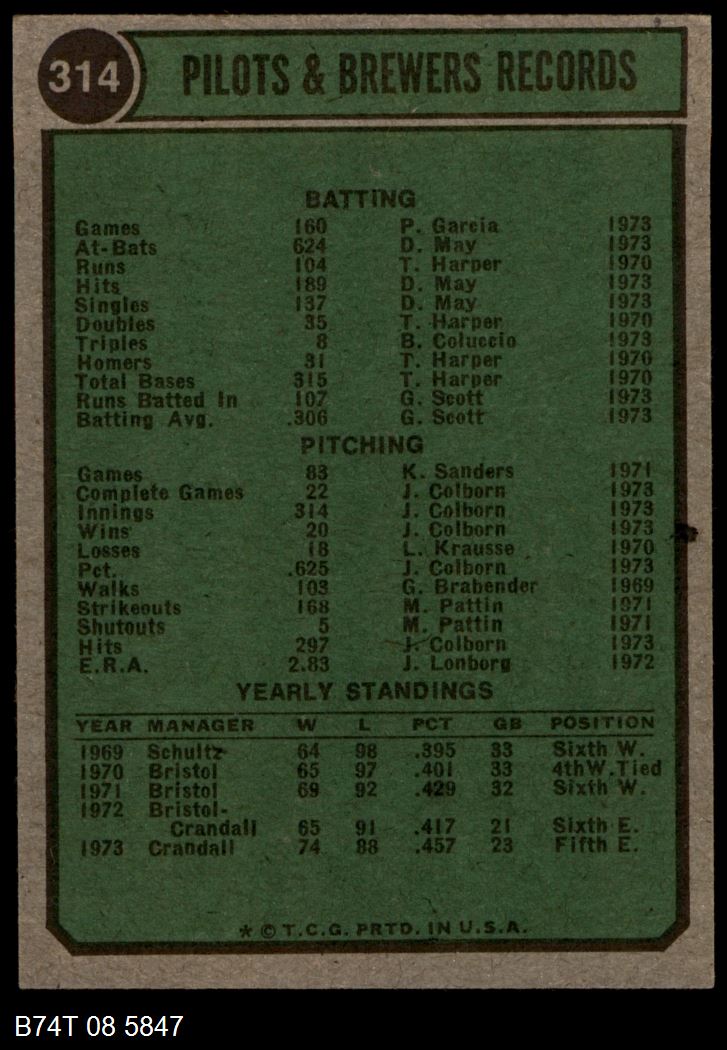 314 PILOTS & BREWERS RECORDS
BATTING
Games 160 P. Garcia 1973
At-Bats 624 D. May 1973
Runs 104 T. Harper 1970
Hits 189 D. May 1973
Singles 137 D. May 1973
Doubles 35 T. Harper 1970
Triples 8 B. Coluccio 1973
Homers 31 T. Harper 1970
Total Bases 315 T. Harper 1970
Runs Batted In 107 G. Scott 1973
Batting Avg. .306 G. Scott 1973
PITCHING
Games 83 K. Sanders 1971
Complete Games 22 J. Colborn 1973
Innings 314 J. Colborn 1973
Wins 20 J. Colborn 1973
Losses 18 L. Krausse 1970
Pct. .625 J. Colborn 1973
Walks 103 G. Brabender 1969
Strikeouts 168 M. Pattin 1971
Shutouts 5 M. Pattin 1971
Hits 297 J. Colborn 1973
E.R.A. 2.83 J. Lonborg 1972
YEARLY STANDINGS
YEAR MANAGER W L PCT GB POSITION
1969 Schultz 64 98 .395 33 Sixth W.
1970 Bristol 65 97 .401 33 4th W. Tied
1971 Bristol 69 92 .429 32 Sixth W.
1972 Bristol-
Crandall 65 91 .417 21 Sixth E.
1973 Crandall 74 88 .457 23 Fifth E.
* © T.C.G. PRTD. IN U.S.A.
B74T 08 5847